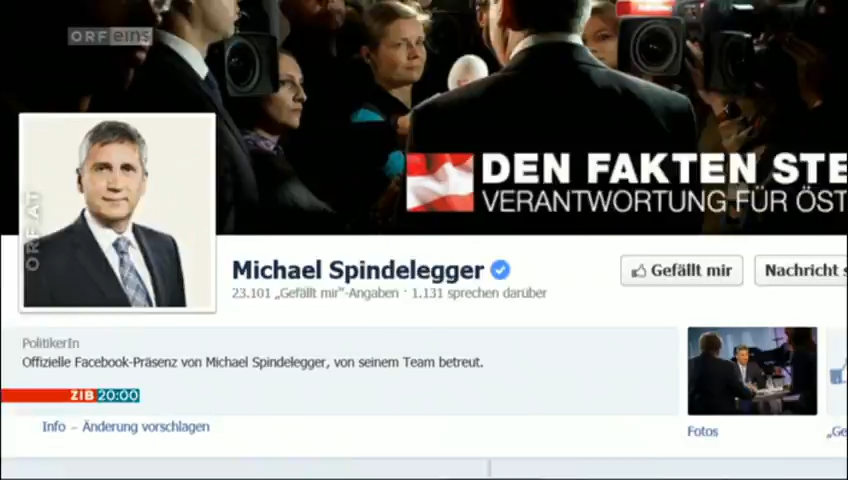 ORF eins
DEN FAKTEN STE
VERANTWORTUNG FÜR ÖST
ORF.AT
Michael Spindelegger
Gefällt mir
Nachricht s
23.101 „Gefällt mir"-Angaben · 1.131 sprechen darüber
PolitikerIn
Offizielle Facebook-Präsenz von Michael Spindelegger, von seinem Team betreut.
ZIB 20:00
Info – Änderung vorschlagen
Fotos
„Ge